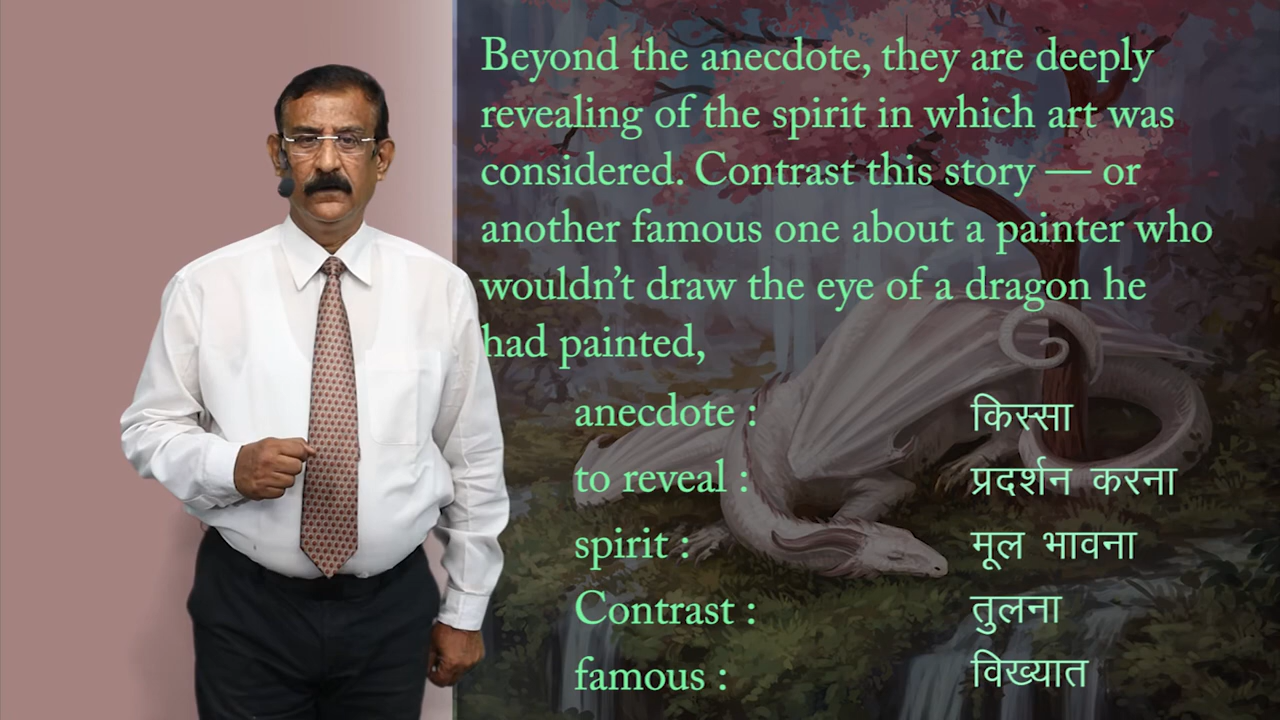 Beyond the anecdote, they are deeply
revealing of the spirit in which art was
considered. Contrast this story — or
another famous one about a painter who
wouldn’t draw the eye of a dragon he
had painted,
anecdote : किस्सा
to reveal : प्रदर्शन करना
spirit : मूल भावना
Contrast : तुलना
famous : विख्यात